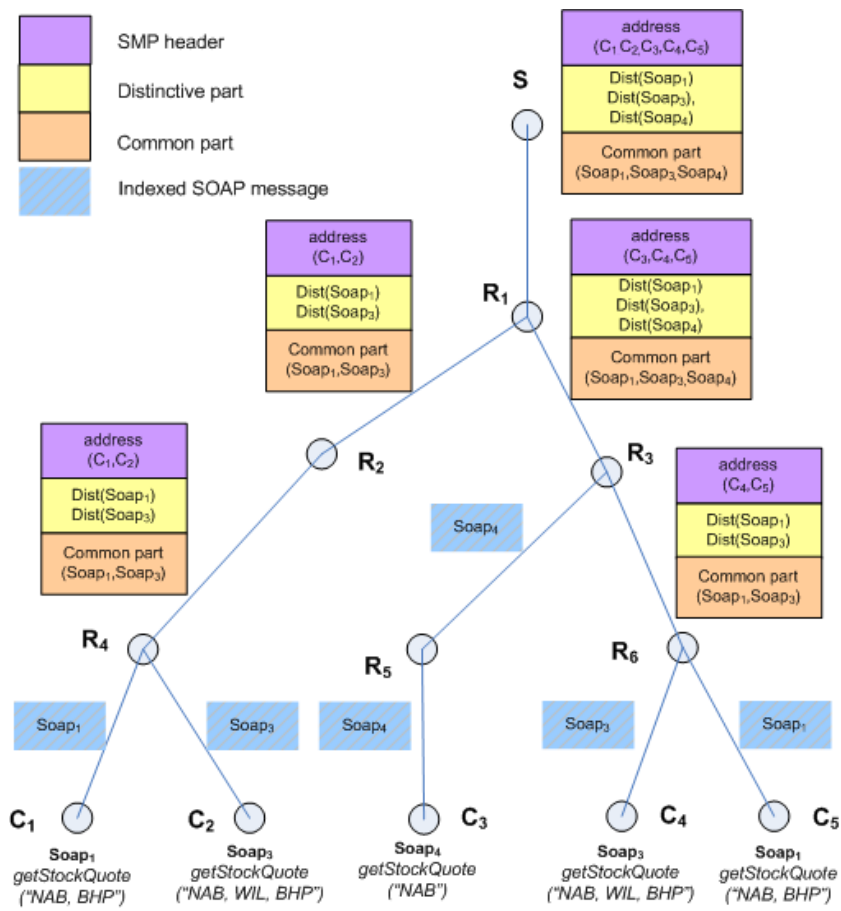 SMP header
Distinctive part
Common part
Indexed SOAP message
S
address
(C₁ C₂,C₃,C₄,C₅)
Dist(Soap₁)
Dist(Soap₃),
Dist(Soap₄)
Common part
(Soap₁,Soap₃,Soap₄)
address
(C₁,C₂)
Dist(Soap₁)
Dist(Soap₃)
Common part
(Soap₁,Soap₃)
R₁
address
(C₃,C₄,C₅)
Dist(Soap₁)
Dist(Soap₃),
Dist(Soap₄)
Common part
(Soap₁,Soap₃,Soap₄)
address
(C₁,C₂)
Dist(Soap₁)
Dist(Soap₃)
Common part
(Soap₁,Soap₃)
R₂
R₃
Soap₄
address
(C₄,C₅)
Dist(Soap₁)
Dist(Soap₃)
Common part
(Soap₁,Soap₃)
R₄
R₅
R₆
Soap₁
Soap₃
Soap₄
Soap₃
Soap₁
C₁
C₂
C₃
C₄
C₅
Soap₁
getStockQuote
("NAB, BHP")
Soap₃
getStockQuote
("NAB, WIL, BHP")
Soap₄
getStockQuote
("NAB")
Soap₃
getStockQuote
("NAB, WIL, BHP")
Soap₁
getStockQuote
("NAB, BHP")